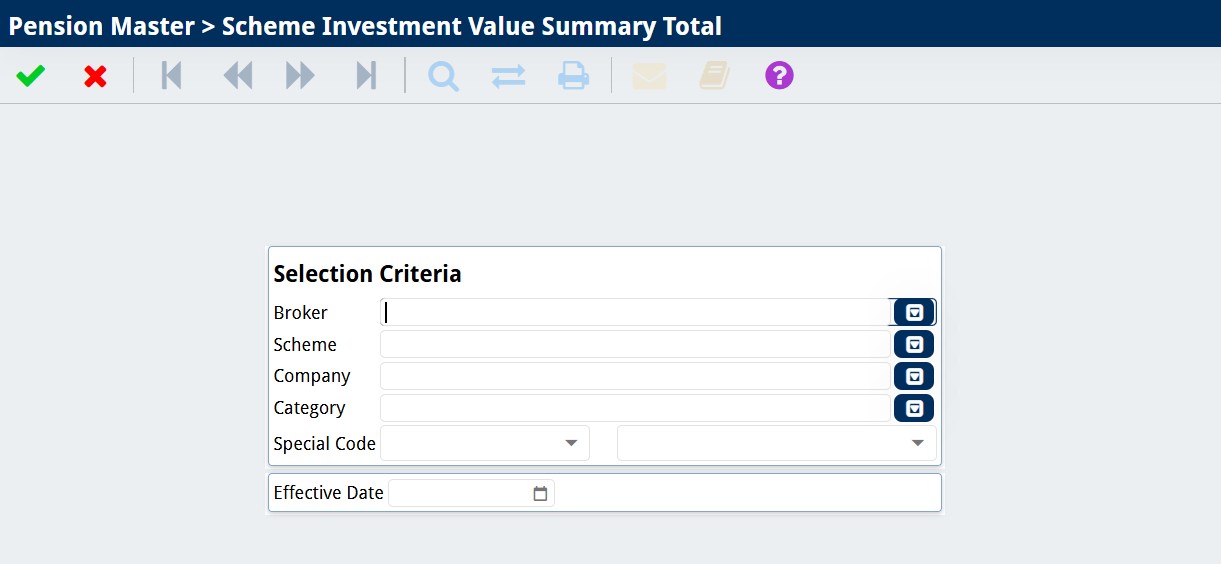 Pension Master > Scheme Investment Value Summary Total
?
Selection Criteria
Broker
Scheme
Company
Category
Special Code
Effective Date